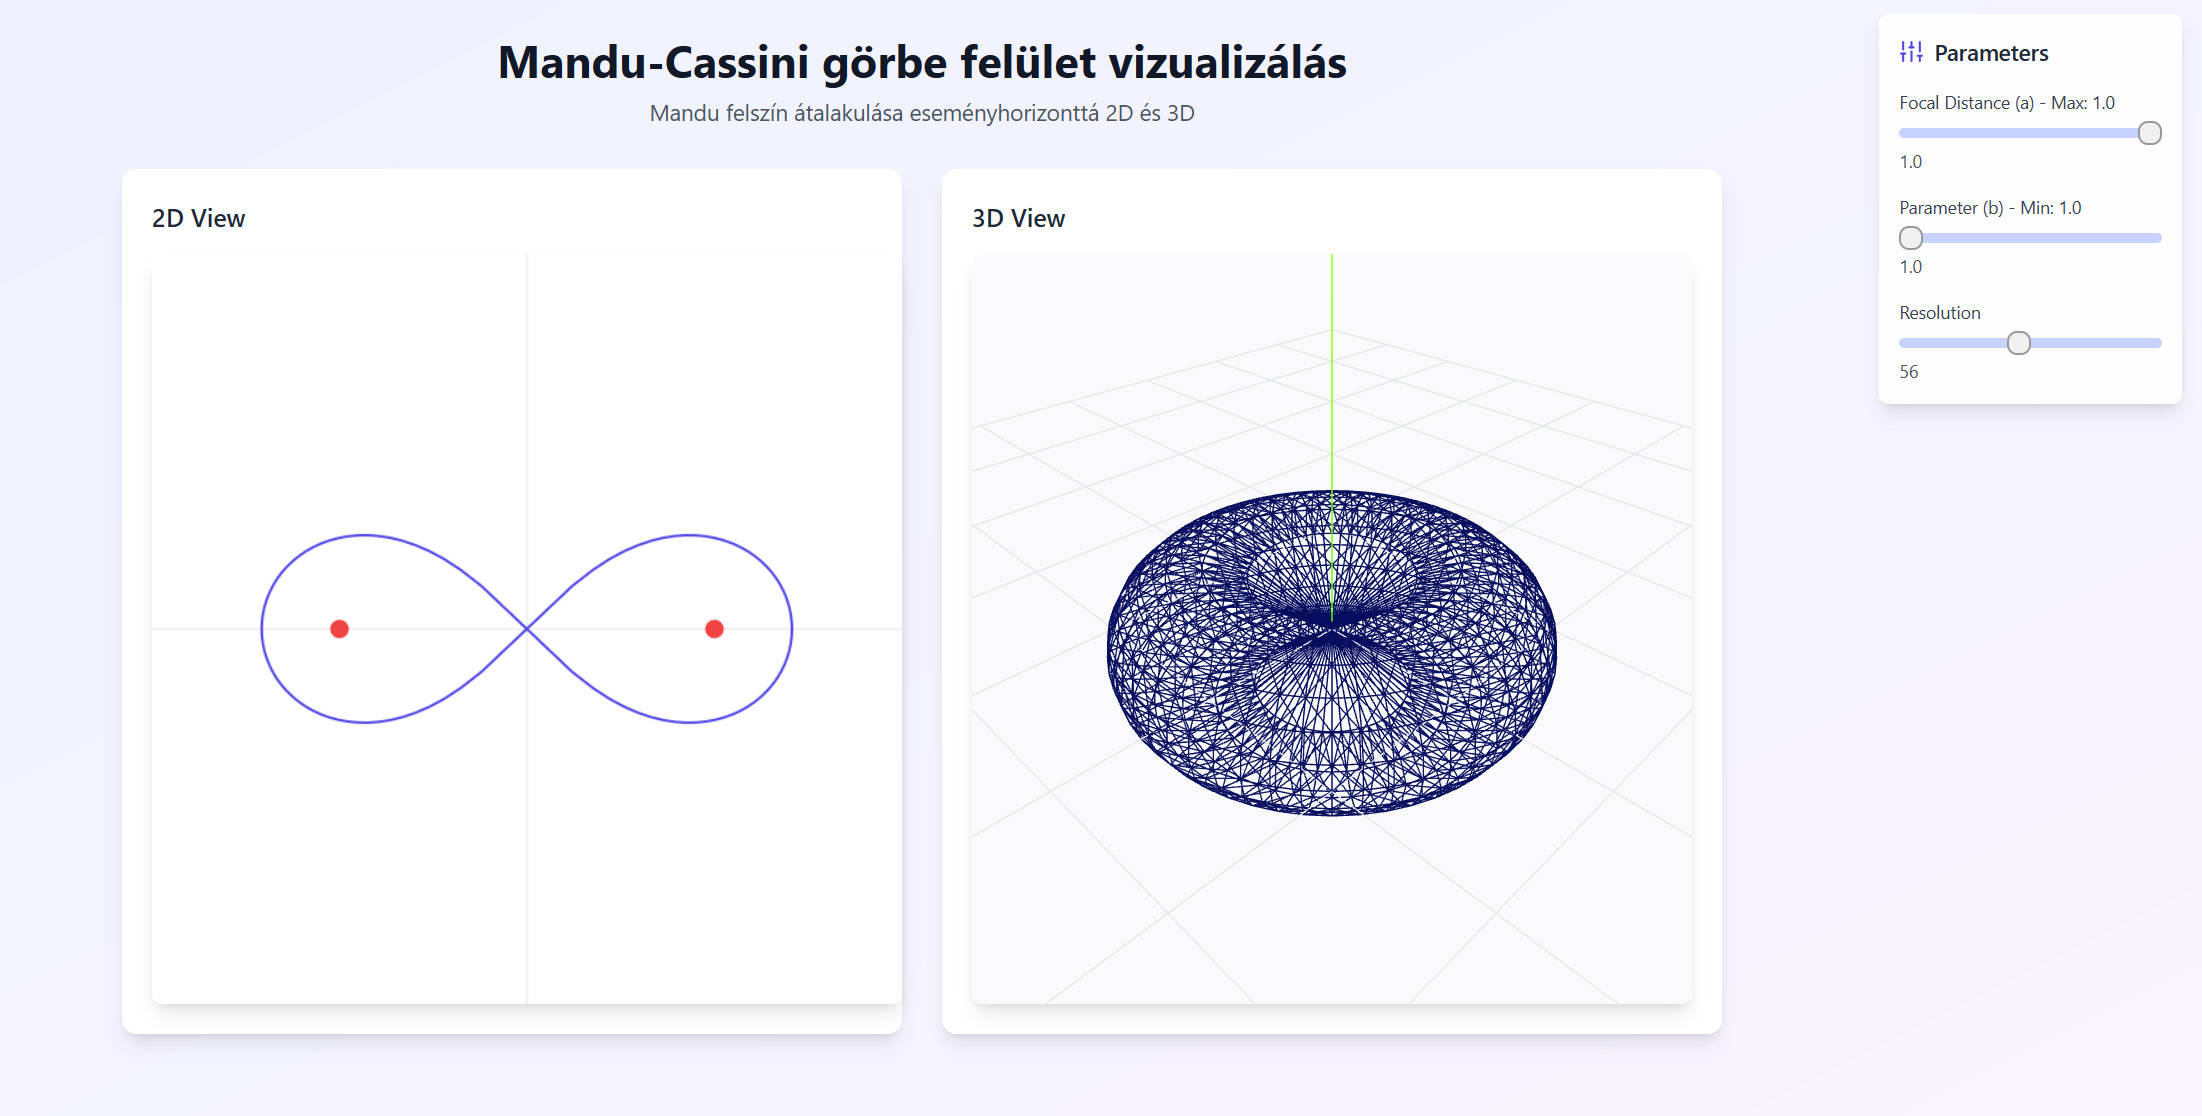 Mandu-Cassini görbe felület vizualizálás
Mandu felszín átalakulása eseményhorizonttá 2D és 3D
2D View
3D View
Parameters
Focal Distance (a) - Max: 1.0
1.0
Parameter (b) - Min: 1.0
1.0
Resolution
56